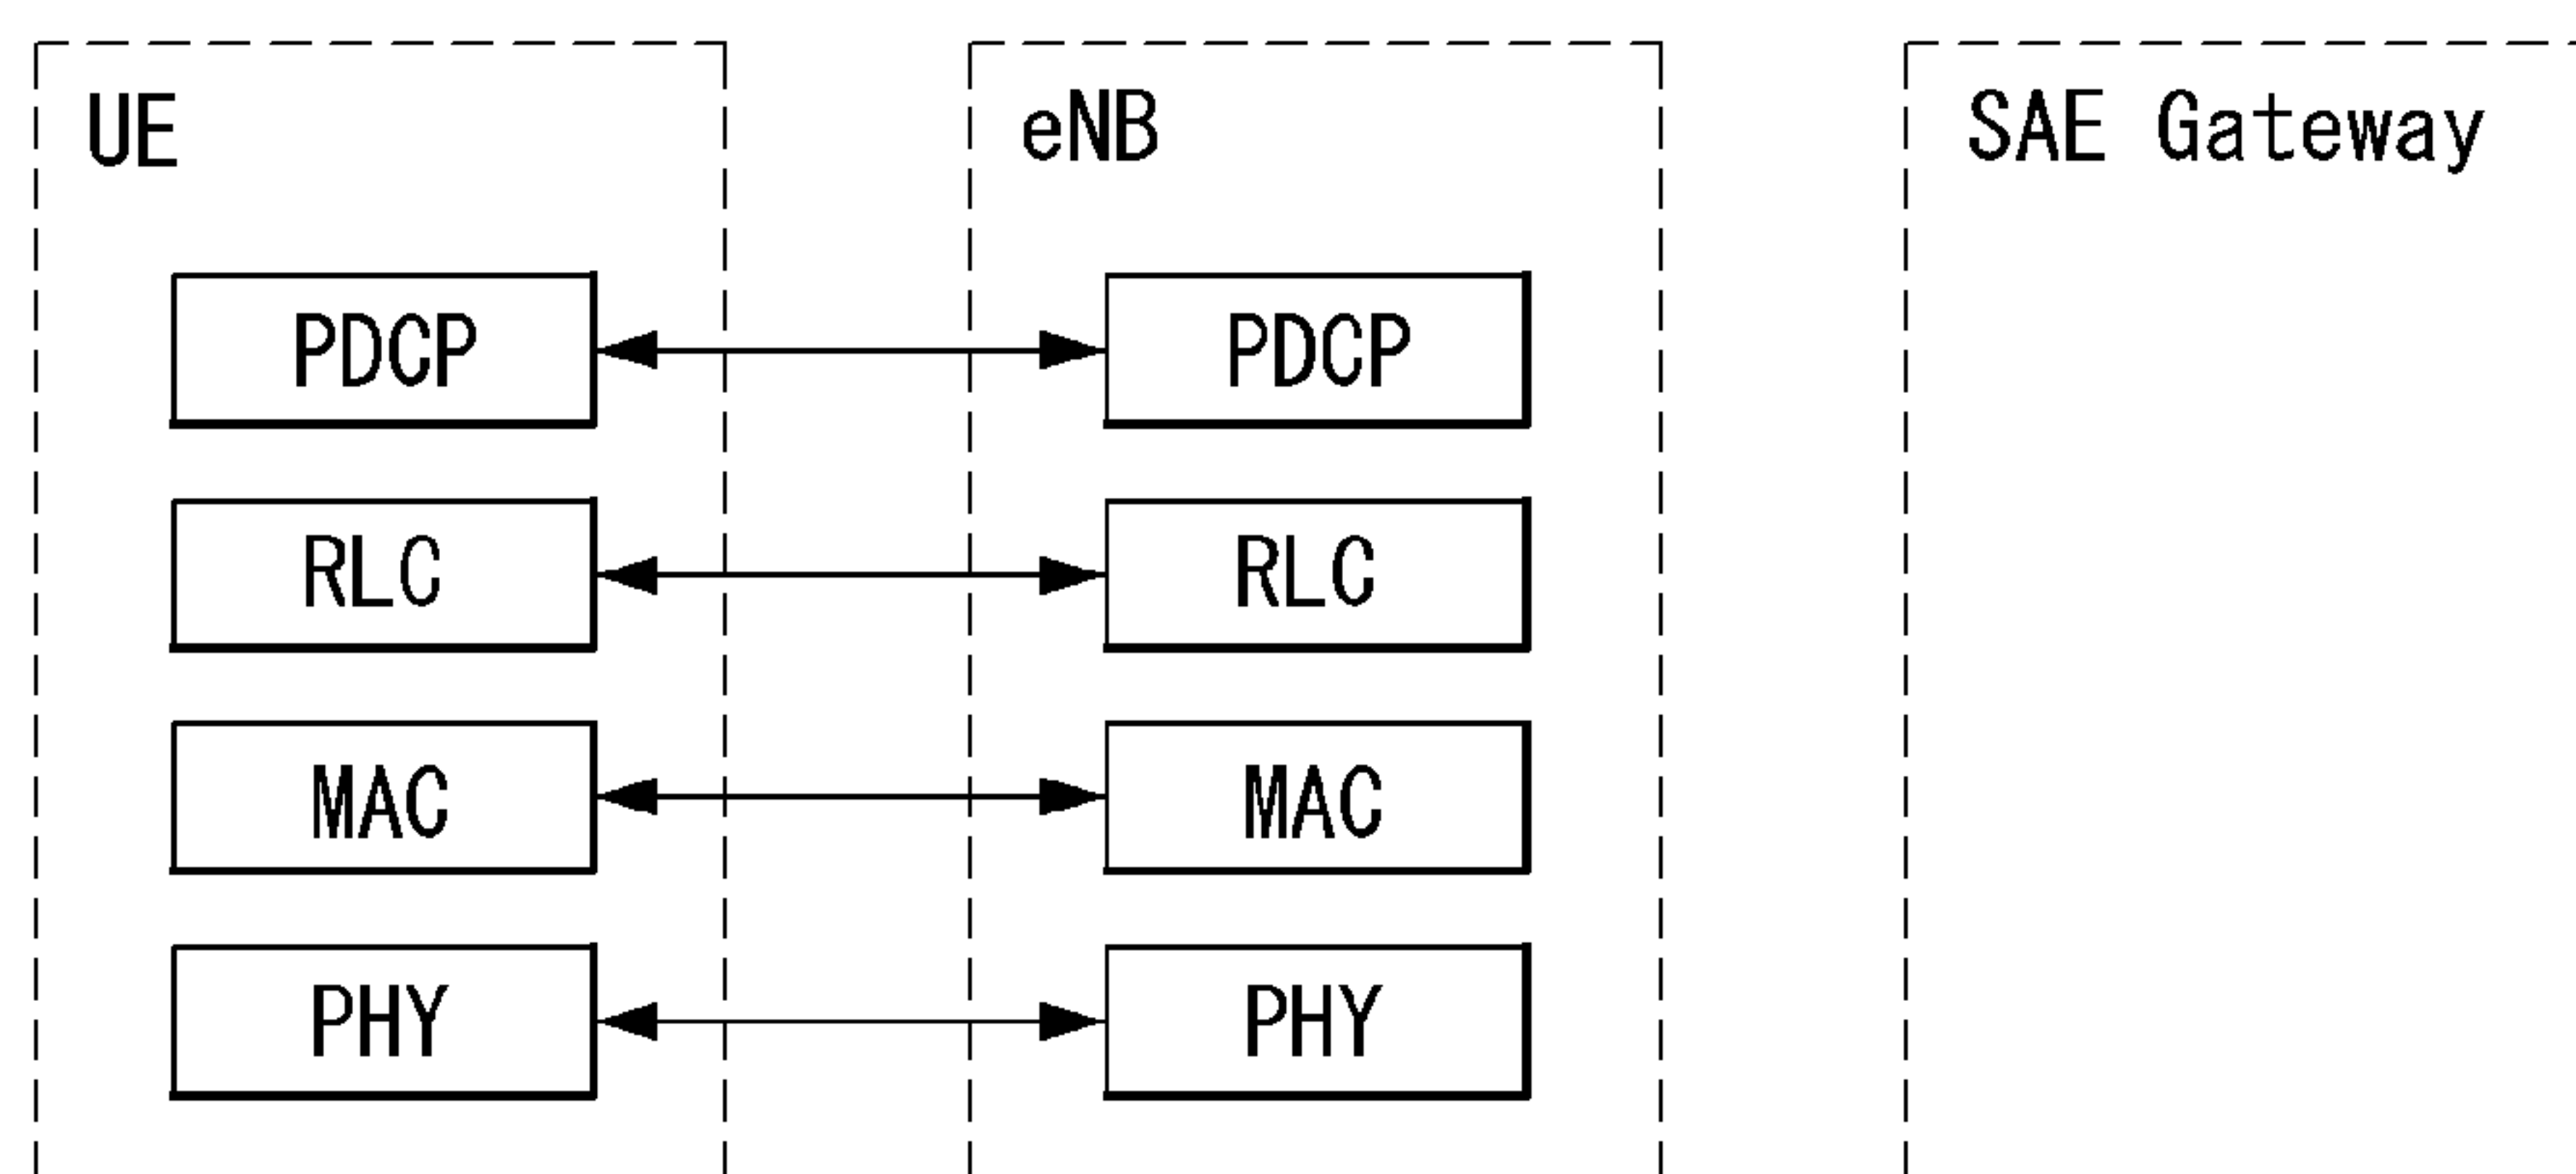 UE
eNB
SAE Gateway
PDCP
PDCP
RLC
RLC
MAC
MAC
PHY
PHY